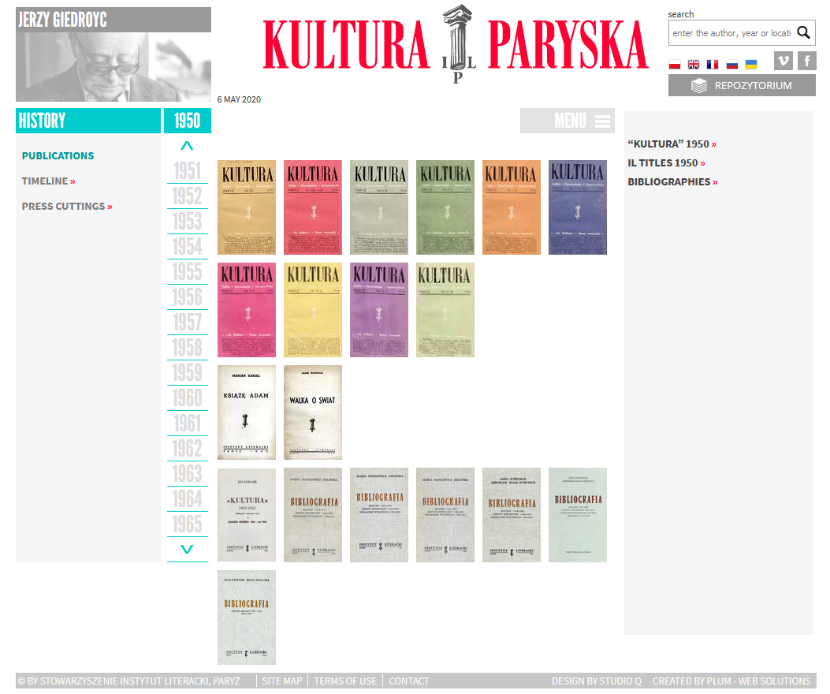 JERZY GIEDROYC
KULTURA PARYSKA
I L
P
search
enter the author, year or locati
REPOZYTORIUM
6 MAY 2020
HISTORY
1950
MENU
PUBLICATIONS
TIMELINE »
PRESS CUTTINGS »
1951
1952
1953
1954
1955
1956
1957
1958
1959
1960
1961
1962
1963
1964
1965
"KULTURA" 1950 »
IL TITLES 1950 »
BIBLIOGRAPHIES »
KULTURA
KULTURA
KULTURA
KULTURA
KULTURA
KULTURA
KULTURA
KULTURA
KULTURA
KULTURA
KSIĄŻĘ ADAM
WALKA O ŚWIAT
«KULTURA»
BIBLIOGRAFIA
BIBLIOGRAFIA
BIBLIOGRAFIA
BIBLIOGRAFIA
BIBLIOGRAFIA
BIBLIOGRAFIA
© BY STOWARZYSZENIE INSTYTUT LITERACKI, PARYŻ
SITE MAP
TERMS OF USE
CONTACT
DESIGN BY STUDIO Q
CREATED BY PLUM - WEB SOLUTIONS